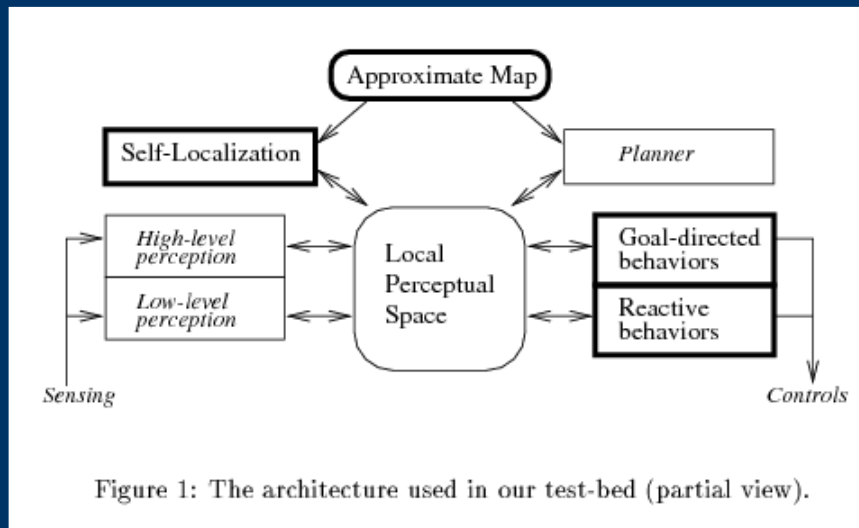 Approximate Map
Self-Localization
Planner
High-level
perception
Low-level
perception
Local
Perceptual
Space
Goal-directed
behaviors
Reactive
behaviors
Sensing
Controls
Figure 1: The architecture used in our test-bed (partial view).